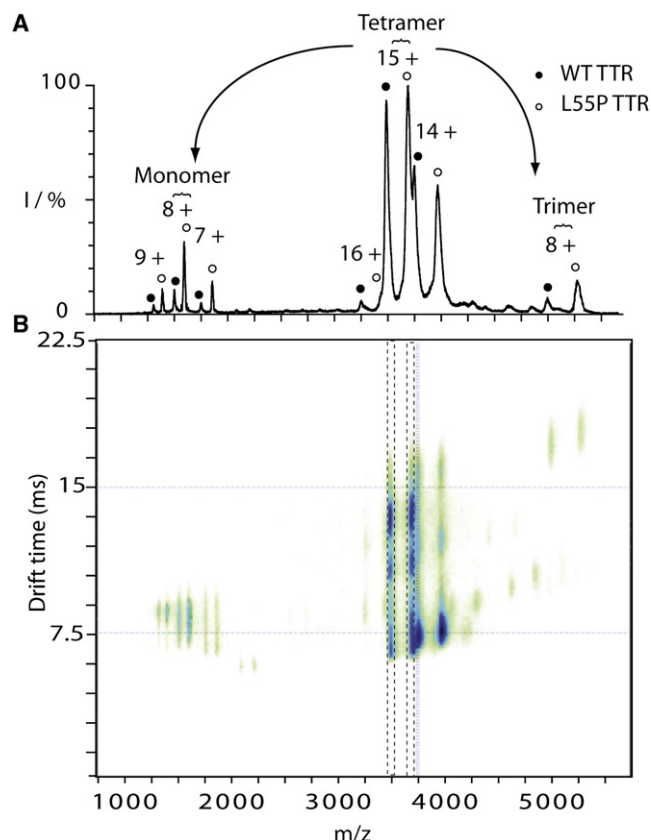 A
Tetramer
15 +
WT TTR
L55P TTR
100
14 +
I / %
Monomer
8 +
9 +
7 +
16 +
Trimer
8 +
0
B
22.5
15
7.5
Drift time (ms)
1000 2000 3000 4000 5000
m/z